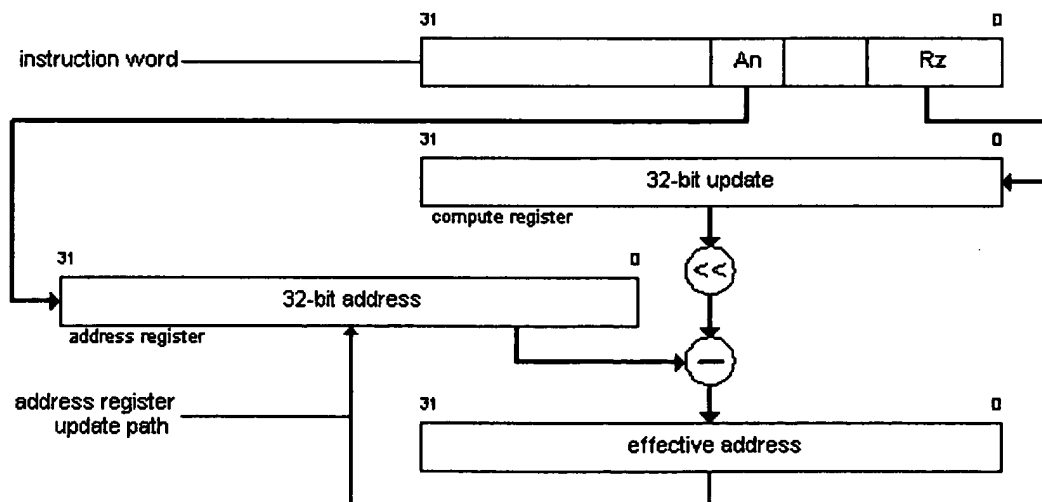 31 0
instruction word
An
Rz
31 0
32-bit update
compute register
<<
31 0
32-bit address
address register
—
address register
update path
31 0
effective address